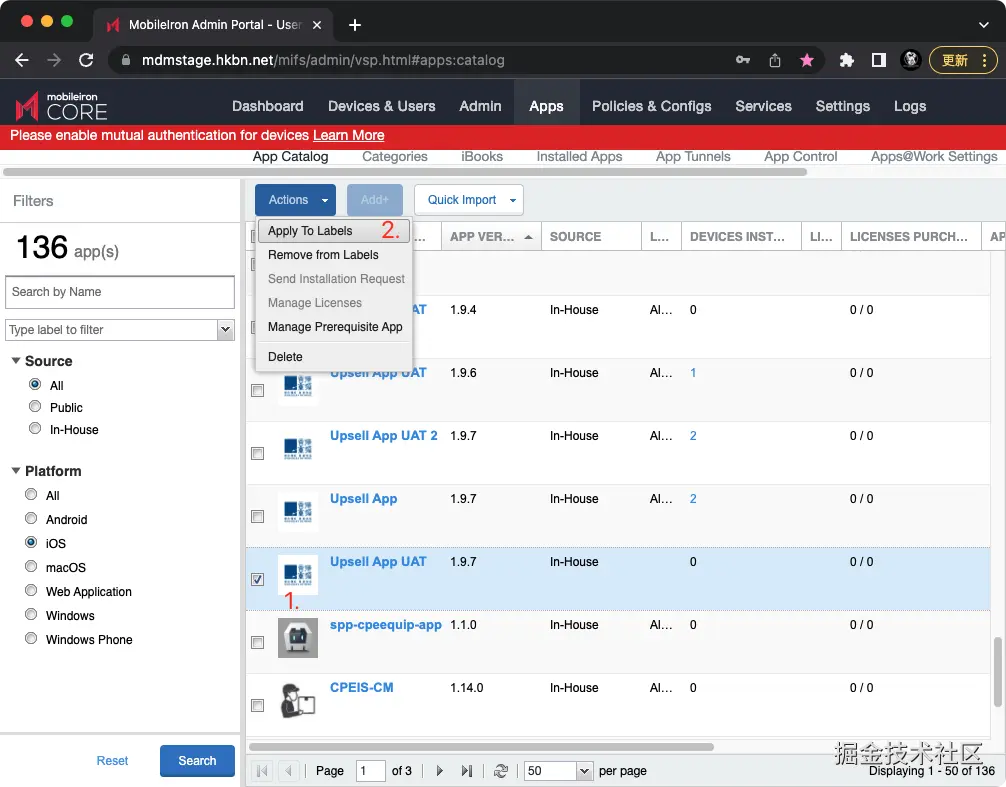 MobileIron Admin Portal - User
mdmstage.hkbn.net/mifs/admin/vsp.html#apps:catalog
更新
mobileiron
CORE
Dashboard Devices & Users Admin Apps Policies & Configs Services Settings Logs
Please enable mutual authentication for devices Learn More
App Catalog Categories iBooks Installed Apps App Tunnels App Control Apps@Work Settings
Filters
136 app(s)
Search by Name
Type label to filter
Source
All
Public
In-House
Platform
All
Android
iOS
macOS
Web Application
Windows
Windows Phone
Reset Search
Actions Add+ Quick Import
Apply To Labels 2.
Remove from Labels
Send Installation Request
Manage Licenses
Manage Prerequisite App
Delete
... APP VER... SOURCE L... DEVICES INST... LI... LICENSES PURCH... AP
AT 1.9.4 In-House Al... 0 0 / 0
Upsell App UAT 1.9.6 In-House Al... 1 0 / 0
Upsell App UAT 2 1.9.7 In-House Al... 2 0 / 0
Upsell App 1.9.7 In-House Al... 2 0 / 0
Upsell App UAT 1.9.7 In-House 0 0 / 0
1.
spp-cpeequip-app 1.1.0 In-House Al... 0 0 / 0
CPEIS-CM 1.14.0 In-House Al... 0 0 / 0
Page 1 of 3 50 per page
掘金技术社区
Displaying 1 - 50 of 136